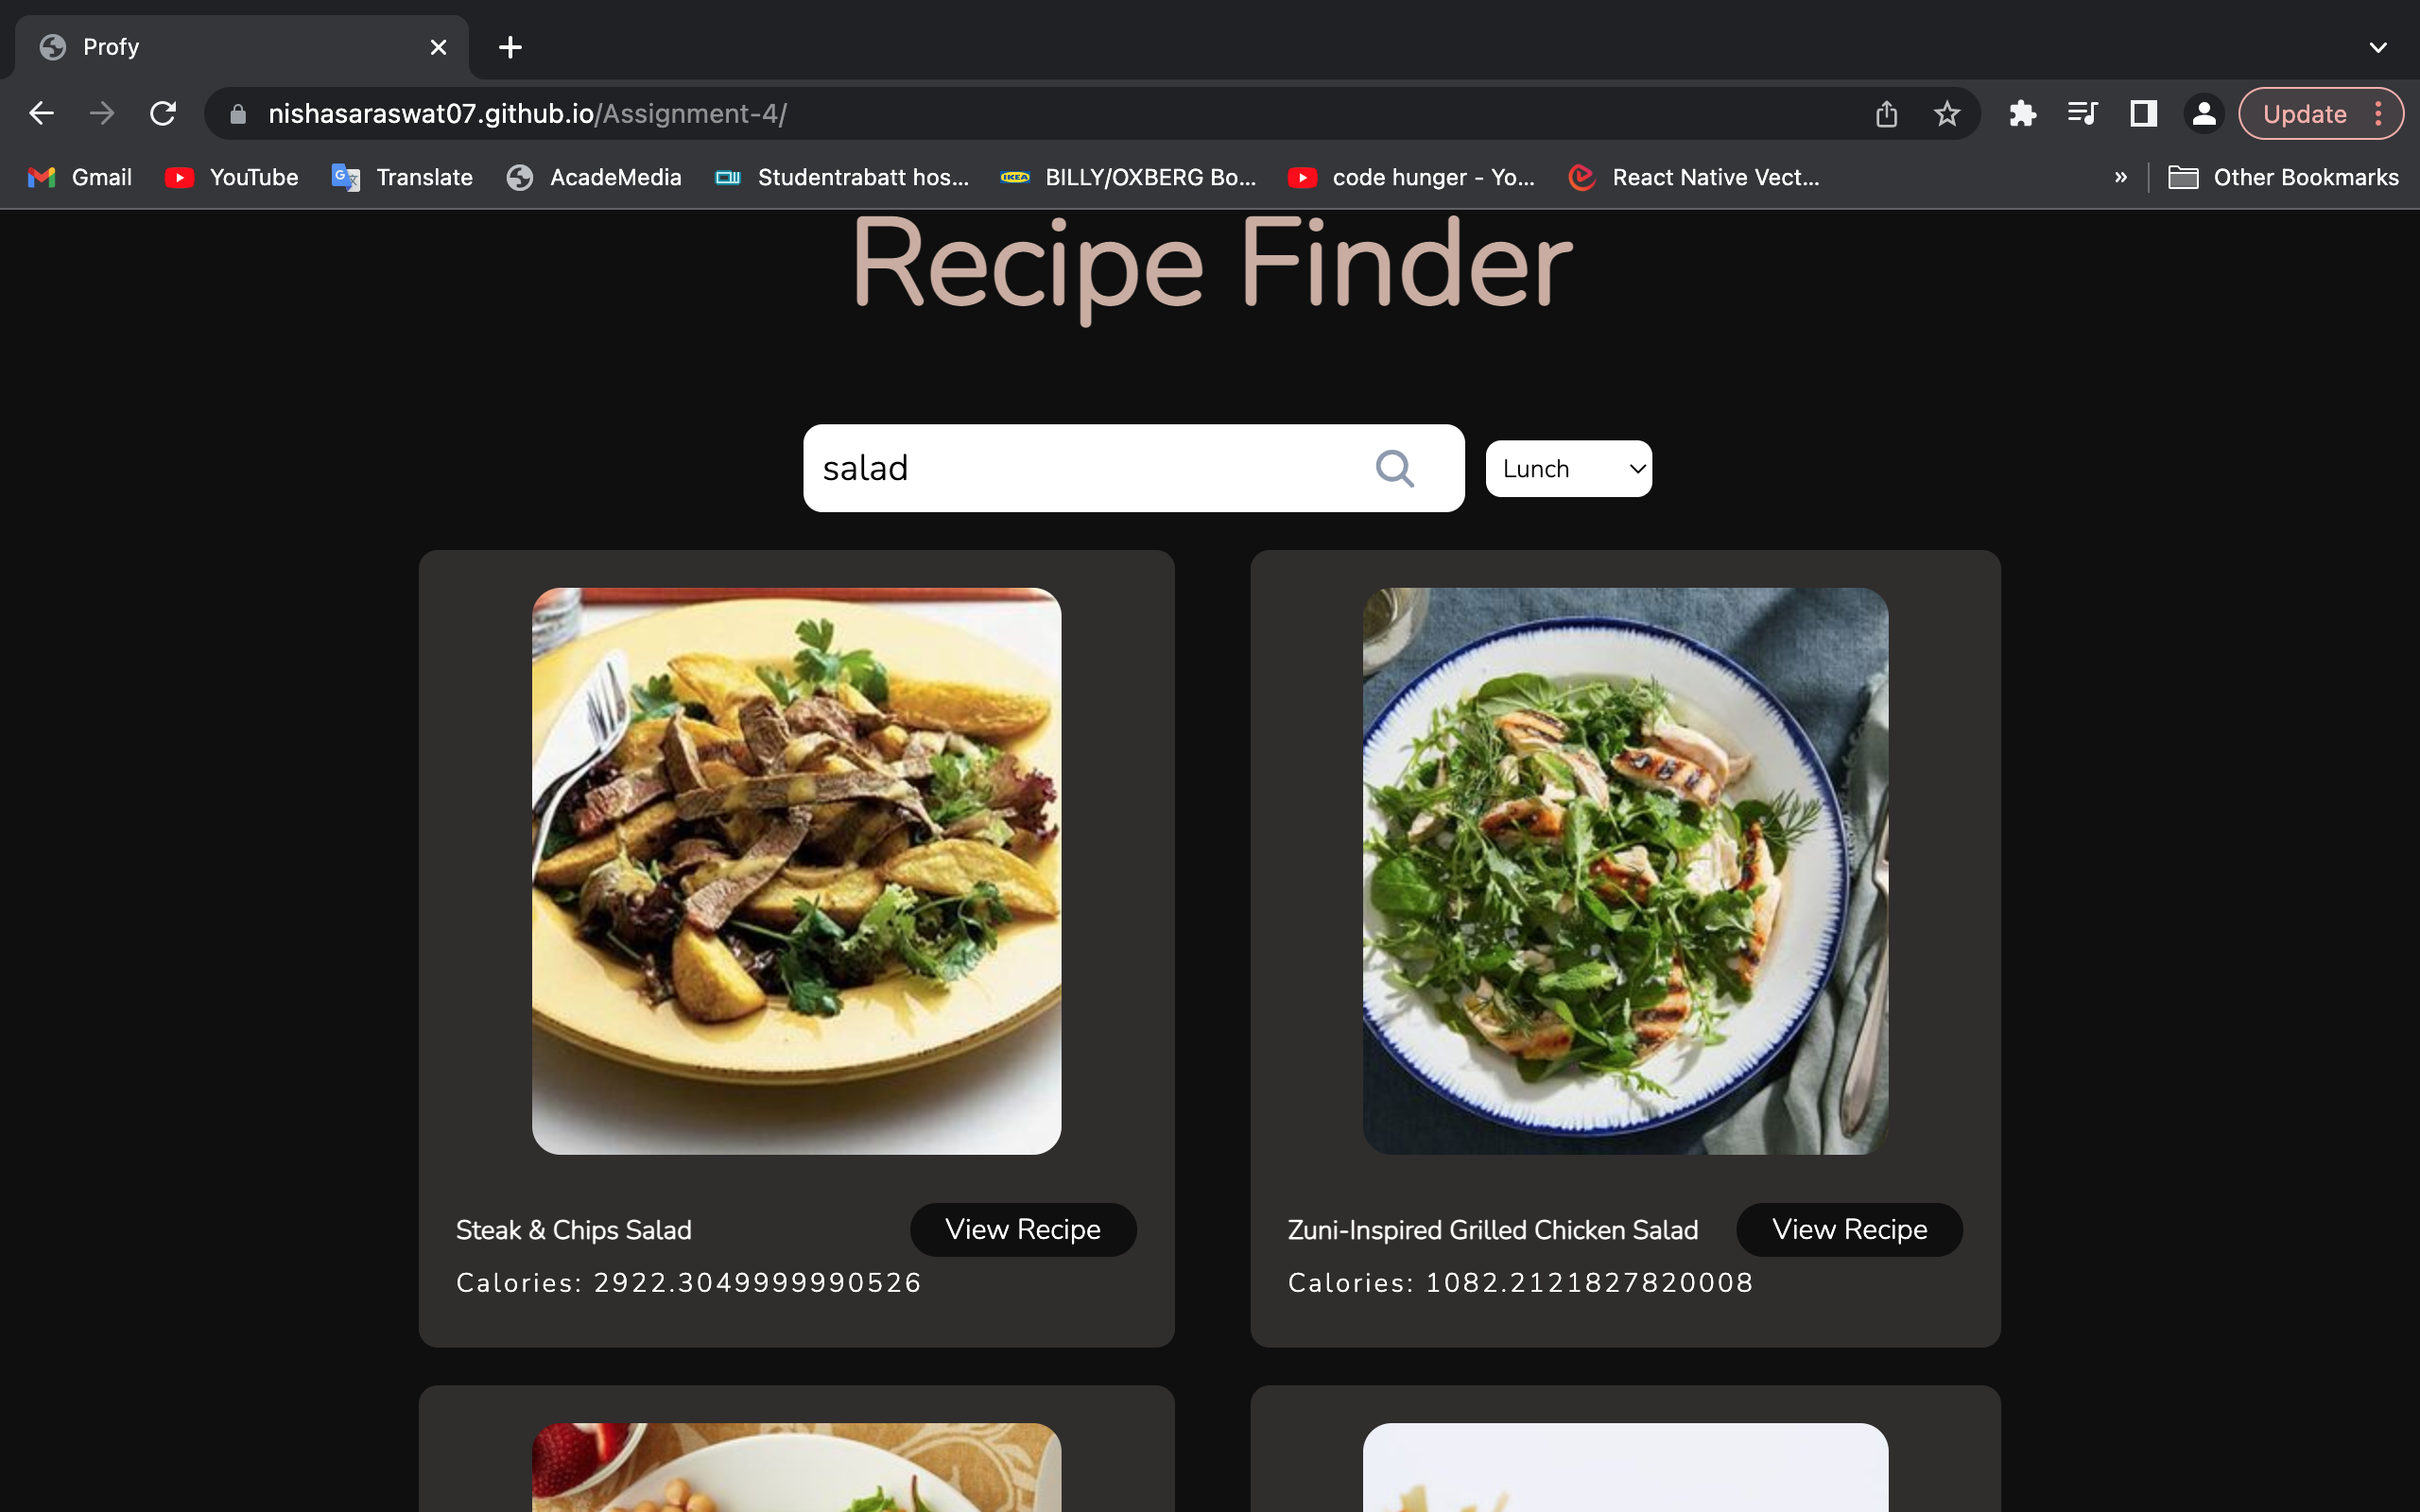 Profy
nishasaraswat07.github.io/Assignment-4/
Update
Gmail
YouTube
Translate
AcadeMedia
Studentrabatt hos...
IKEA
BILLY/OXBERG Bo...
code hunger - Yo...
React Native Vect...
»
Other Bookmarks
Recipe Finder
salad
Lunch
Steak & Chips Salad
View Recipe
Calories: 2922.3049999990526
Zuni-Inspired Grilled Chicken Salad
View Recipe
Calories: 1082.2121827820008